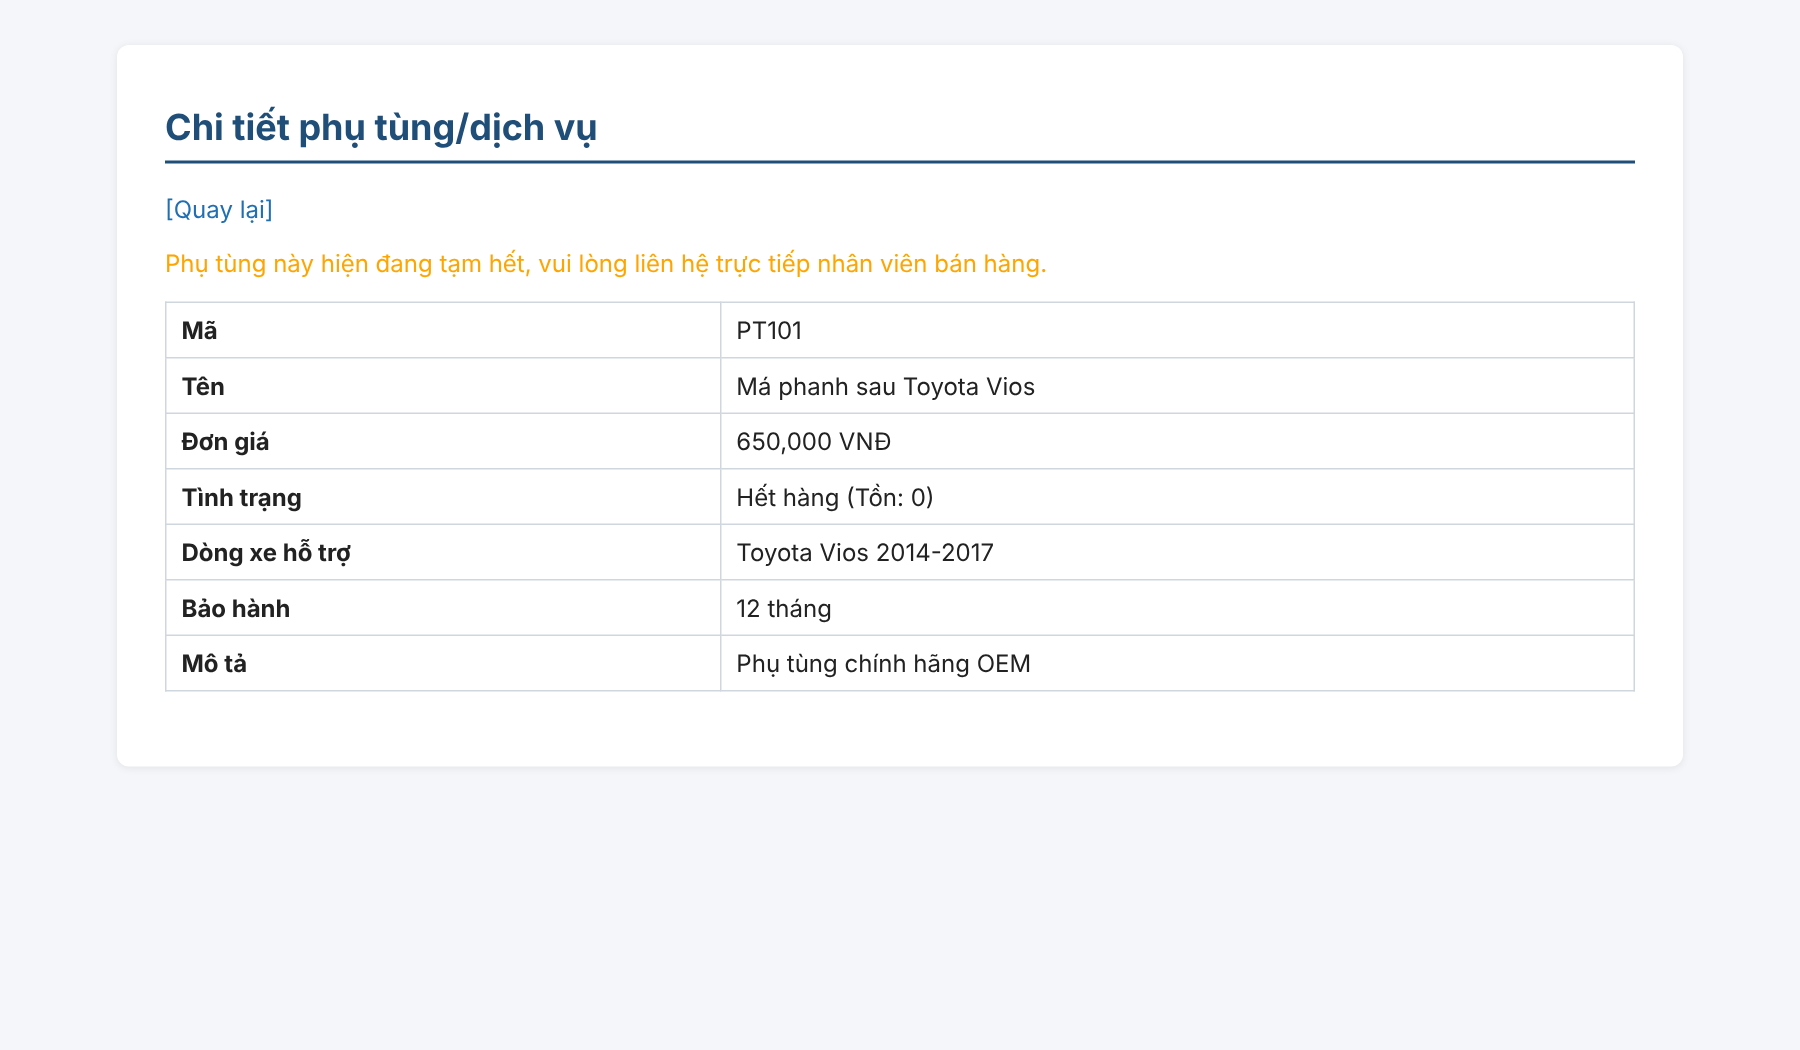 Chi tiết phụ tùng/dịch vụ
[Quay lại]
Phụ tùng này hiện đang tạm hết, vui lòng liên hệ trực tiếp nhân viên bán hàng.
Mã PT101
Tên Má phanh sau Toyota Vios
Đơn giá 650,000 VNĐ
Tình trạng Hết hàng (Tồn: 0)
Dòng xe hỗ trợ Toyota Vios 2014-2017
Bảo hành 12 tháng
Mô tả Phụ tùng chính hãng OEM